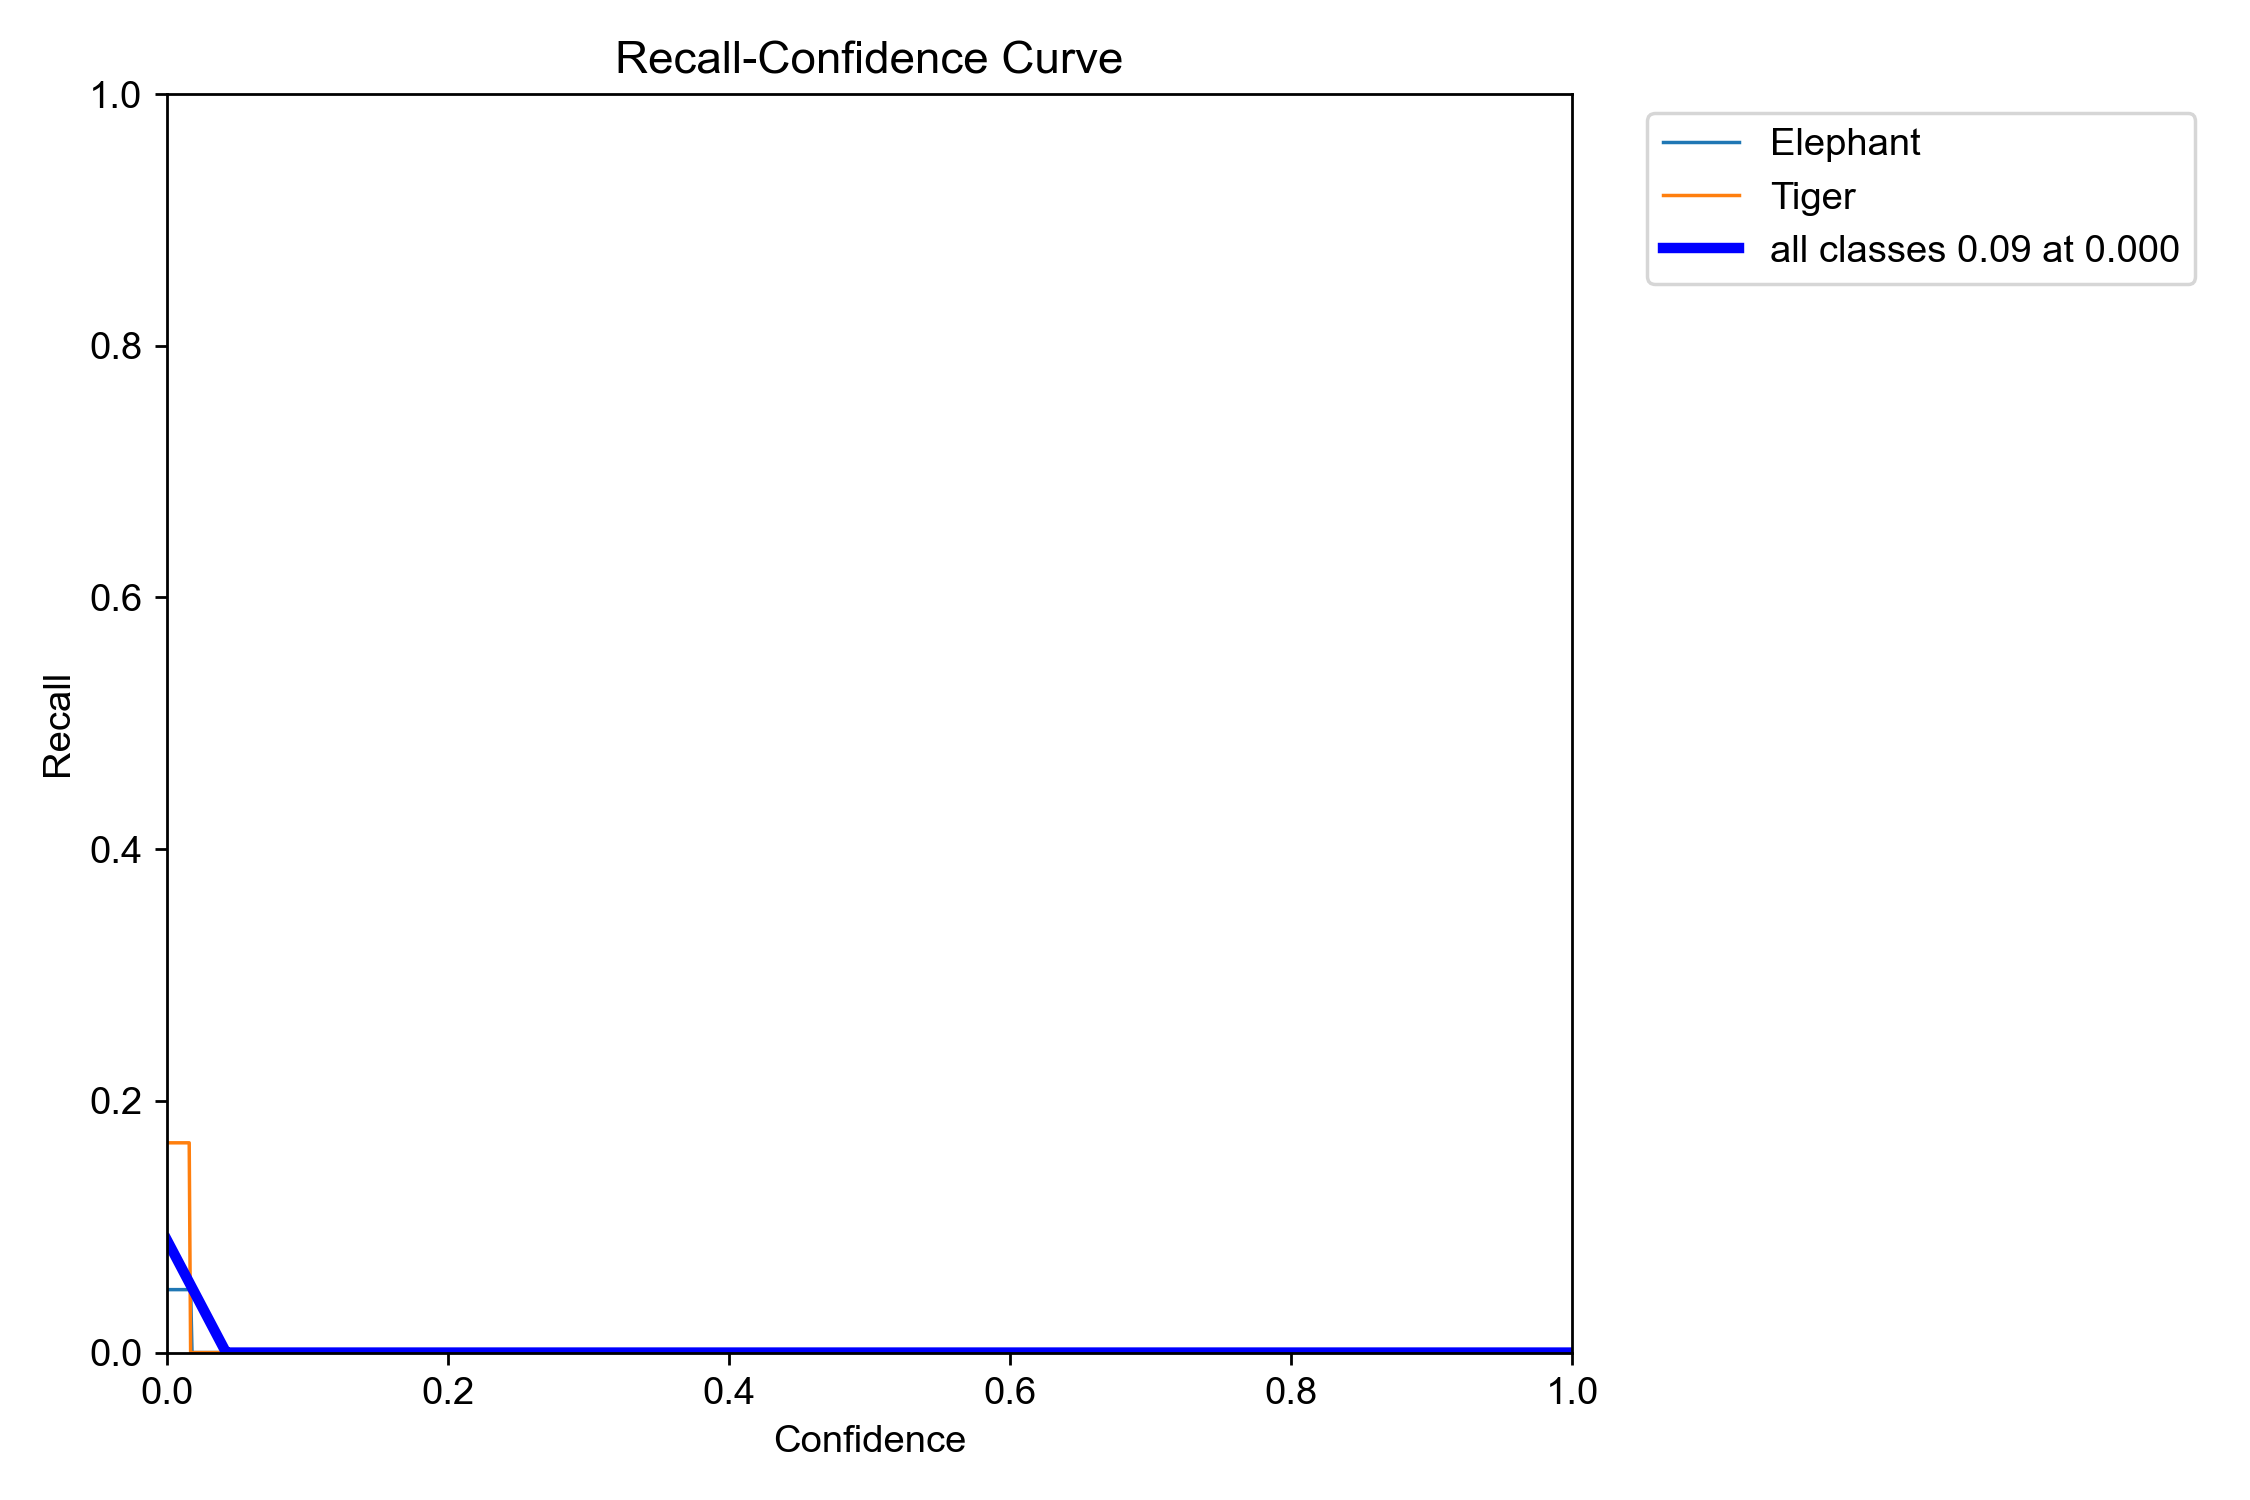 Recall-Confidence Curve
1.0
0.8
0.6
0.4
0.2
0.0
Recall
0.0 0.2 0.4 0.6 0.8 1.0
Confidence
Elephant
Tiger
all classes 0.09 at 0.000